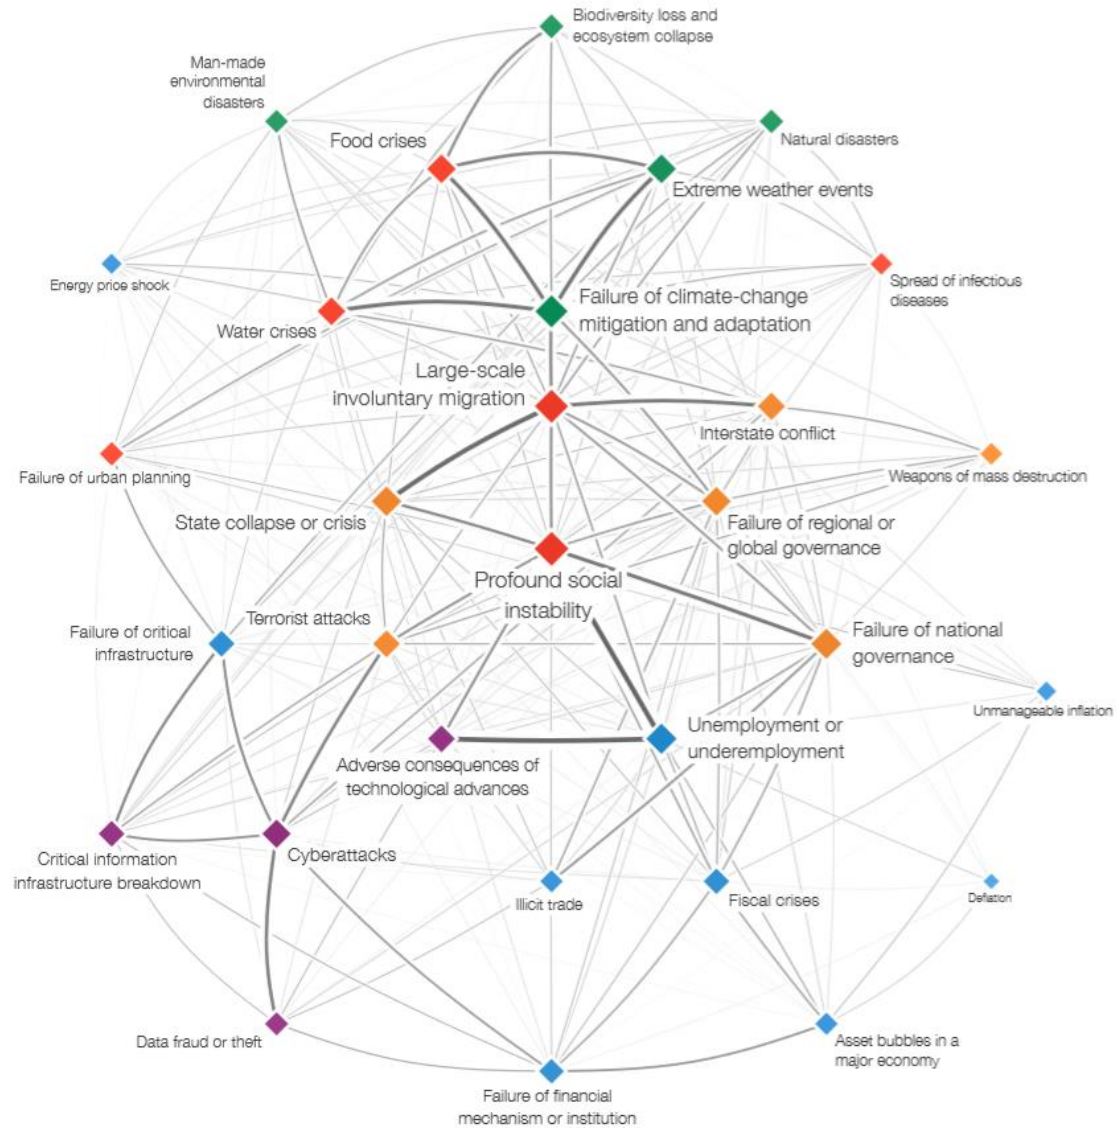 Biodiversity loss and
ecosystem collapse
Man-made
environmental
disasters
Food crises
Natural disasters
Extreme weather events
Energy price shock
Spread of infectious
diseases
Water crises
Failure of climate-change
mitigation and adaptation
Large-scale
involuntary migration
Interstate conflict
Failure of urban planning
Weapons of mass destruction
State collapse or crisis
Failure of regional or
global governance
Profound social
instability
Terrorist attacks
Failure of critical
infrastructure
Failure of national
governance
Unmanageable inflation
Unemployment or
underemployment
Adverse consequences of
technological advances
Critical information
infrastructure breakdown
Cyberattacks
Illicit trade
Fiscal crises
Deflation
Data fraud or theft
Asset bubbles in a
major economy
Failure of financial
mechanism or institution